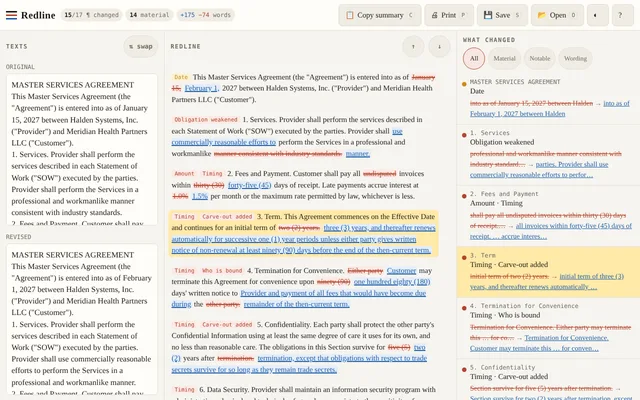 Redline
15/17 ¶ changed
14 material
+175 −74 words
📋 Copy summary C
🖨 Print P
💾 Save S
📂 Open O
?
TEXTS
⇅ swap
ORIGINAL
MASTER SERVICES AGREEMENT
This Master Services Agreement (the
"Agreement") is entered into as of January
15, 2027 between Halden Systems, Inc.
("Provider") and Meridian Health Partners
LLC ("Customer").
1. Services. Provider shall perform the
services described in each Statement of
Work ("SOW") executed by the parties.
Provider shall perform the Services in a
professional and workmanlike manner
consistent with industry standards.
2. Fees and Payment. Customer shall pay all
REVISED
MASTER SERVICES AGREEMENT
This Master Services Agreement (the
"Agreement") is entered into as of February
1, 2027 between Halden Systems, Inc.
("Provider") and Meridian Health Partners
LLC ("Customer").
1. Services. Provider shall perform the
services described in each Statement of
Work ("SOW") executed by the parties.
Provider shall use commercially reasonable
efforts to perform the Services in a
professional and workmanlike manner.
REDLINE
↑ ↓
Date This Master Services Agreement (the "Agreement") is entered into as of January
15, February 1, 2027 between Halden Systems, Inc. ("Provider") and Meridian Health
Partners LLC ("Customer").
Obligation weakened 1. Services. Provider shall perform the services described in
each Statement of Work ("SOW") executed by the parties. Provider shall use
commercially reasonable efforts to perform the Services in a professional and
workmanlike manner consistent with industry standards. manner.
Amount Timing 2. Fees and Payment. Customer shall pay all undisputed invoices
within thirty (30) forty-five (45) days of receipt. Late payments accrue interest at
1.0% 1.5% per month or the maximum rate permitted by law, whichever is less.
Timing Carve-out added 3. Term. This Agreement commences on the Effective Date
and continues for an initial term of two (2) years. three (3) years, and thereafter renews
automatically for successive one (1) year periods unless either party gives written
notice of non-renewal at least ninety (90) days before the end of the then-current term.
Timing Who is bound 4. Termination for Convenience. Either party Customer may
terminate this Agreement for convenience upon ninety (90) one hundred eighty (180)
days' written notice to Provider and payment of all fees that would have become due
during the other party. remainder of the then-current term.
Timing Carve-out added 5. Confidentiality. Each party shall protect the other party's
Confidential Information using at least the same degree of care it uses for its own, and
no less than reasonable care. The obligations in this Section survive for five (5) two
(2) years after termination. termination, except that obligations with respect to trade
secrets survive for so long as they remain trade secrets.
Timing 6. Data Security. Provider shall maintain an information security program with
WHAT CHANGED
All Material Notable Wording
MASTER SERVICES AGREEMENT
Date
into as of January 15, 2027 between Halden → into as of
February 1, 2027 between Halden
1. Services
Obligation weakened
professional and workmanlike manner consistent with
industry standard… → parties. Provider shall use
commercially reasonable efforts to perfor…
2. Fees and Payment
Amount · Timing
shall pay all undisputed invoices within thirty (30) days
of receipt. … → all invoices within forty-five (45) days of
receipt. … accrue interes…
3. Term
Timing · Carve-out added
initial term of two (2) years. → initial term of three (3)
years, and thereafter renews automatically …
4. Termination for Convenience
Timing · Who is bound
Termination for Convenience. Either party may terminate
this … for co… → Termination for Convenience.
Customer may terminate this … for conven…
5. Confidentiality
Timing · Carve-out added
Section survive for five (5) years after termination. →
Section survive for two (2) years after termination, except